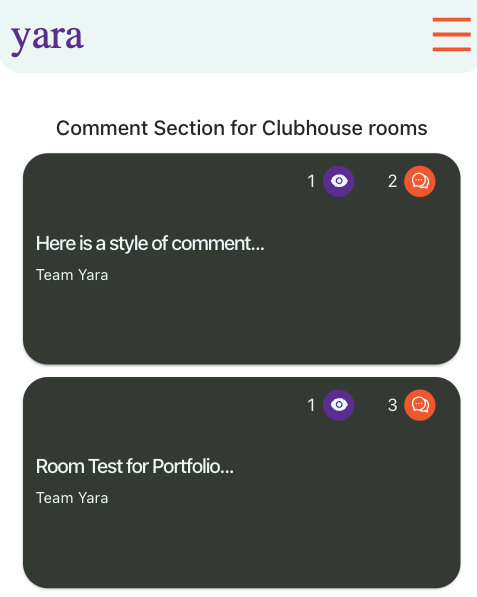 yara
Comment Section for Clubhouse rooms
1 2
Here is a style of comment...
Team Yara
1 3
Room Test for Portfolio...
Team Yara